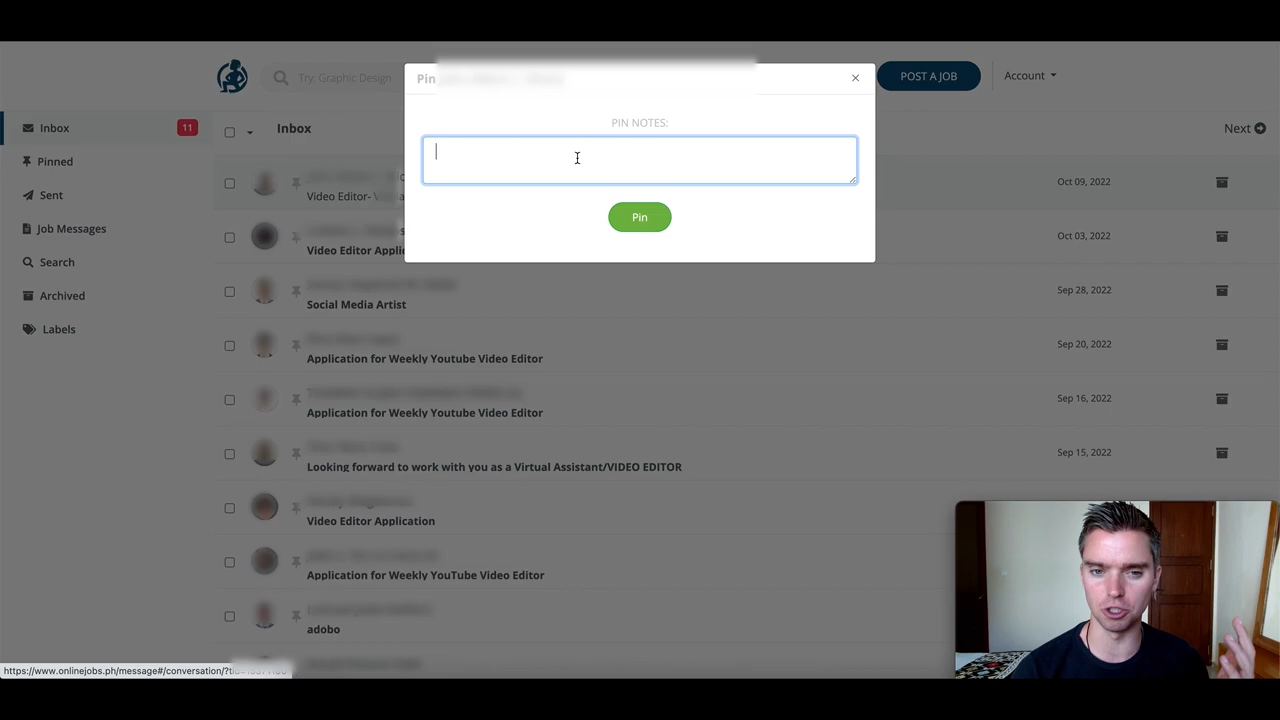 Try: Graphic Design
Pin
POST A JOB
Account
PIN NOTES:
Pin
Inbox
11
Pinned
Sent
Job Messages
Search
Archived
Labels
Inbox
Next
Oct 09, 2022
Video Editor-
Oct 03, 2022
Video Editor
Sep 28, 2022
Social Media Artist
Sep 20, 2022
Application for Weekly Youtube Video Editor
Sep 16, 2022
Application for Weekly Youtube Video Editor
Sep 15, 2022
Looking forward to work with you as a Virtual Assistant/VIDEO EDITOR
Video Editor Application
Application for Weekly YouTube Video Editor
adobo
https://www.onlinejobs.ph/message#/conversation/?